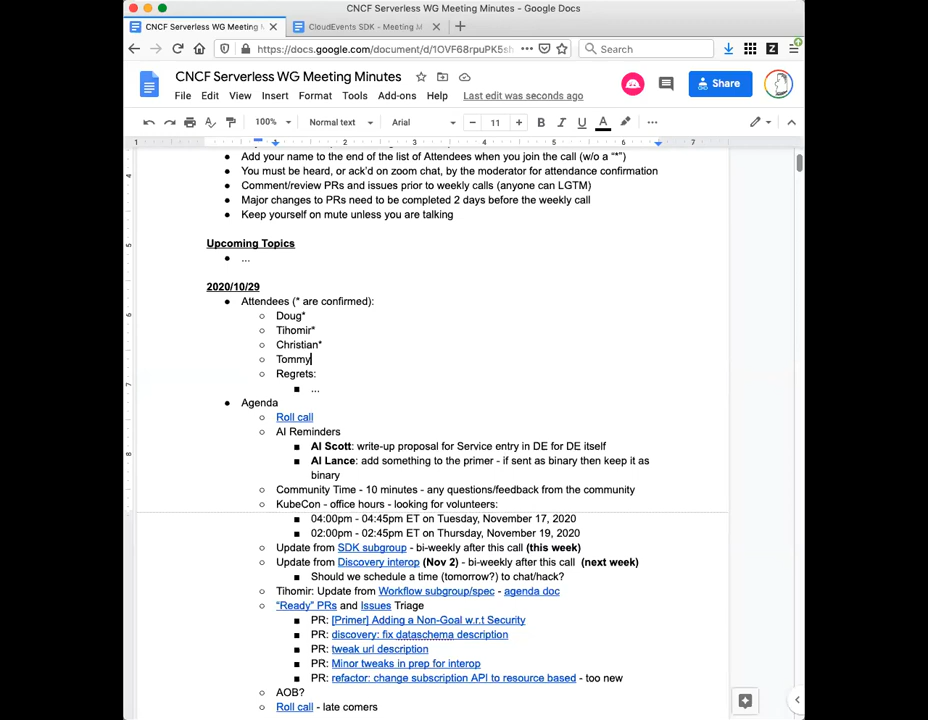 CNCF Serverless WG Meeting Minutes - Google Docs
CNCF Serverless WG Meeting
CloudEvents SDK - Meeting M
https://docs.google.com/document/d/1OVF68rpuPK5sh
Search
CNCF Serverless WG Meeting Minutes
File Edit View Insert Format Tools Add-ons Help Last edit was seconds ago
Share
100% Normal text Arial 11 B I U A
1 2 3 4 5 6 7
● Add your name to the end of the list of Attendees when you join the call (w/o a “*”)
● You must be heard, or ack’d on zoom chat, by the moderator for attendance confirmation
● Comment/review PRs and issues prior to weekly calls (anyone can LGTM)
● Major changes to PRs need to be completed 2 days before the weekly call
● Keep yourself on mute unless you are talking
Upcoming Topics
● ...
2020/10/29
● Attendees (* are confirmed):
○ Doug*
○ Tihomir*
○ Christian*
○ Tommy
○ Regrets:
■ ...
● Agenda
○ Roll call
○ AI Reminders
■ AI Scott: write-up proposal for Service entry in DE for DE itself
■ AI Lance: add something to the primer - if sent as binary then keep it as
binary
○ Community Time - 10 minutes - any questions/feedback from the community
○ KubeCon - office hours - looking for volunteers:
■ 04:00pm - 04:45pm ET on Tuesday, November 17, 2020
■ 02:00pm - 02:45pm ET on Thursday, November 19, 2020
○ Update from SDK subgroup - bi-weekly after this call (this week)
○ Update from Discovery interop (Nov 2) - bi-weekly after this call (next week)
■ Should we schedule a time (tomorrow?) to chat/hack?
○ Tihomir: Update from Workflow subgroup/spec - agenda doc
○ “Ready” PRs and Issues Triage
■ PR: [Primer] Adding a Non-Goal w.r.t Security
■ PR: discovery: fix dataschema description
■ PR: tweak url description
■ PR: Minor tweaks in prep for interop
■ PR: refactor: change subscription API to resource based - too new
○ AOB?
○ Roll call - late comers